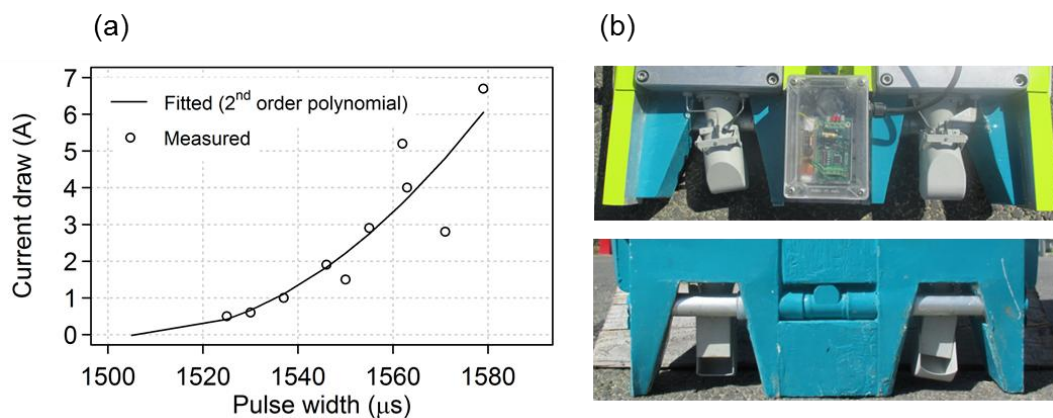 (a)
(b)
7
6
5
4
3
2
1
0
Current draw (A)
Fitted (2nd order polynomial)
Measured
1500 1520 1540 1560 1580
Pulse width (μs)